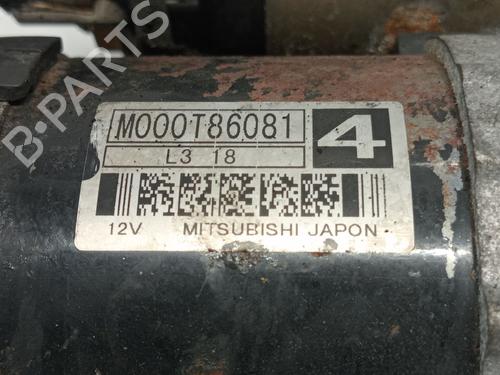 M000T86081
4
L3 18
12V MITSUBISHI JAPON
B-PARTS